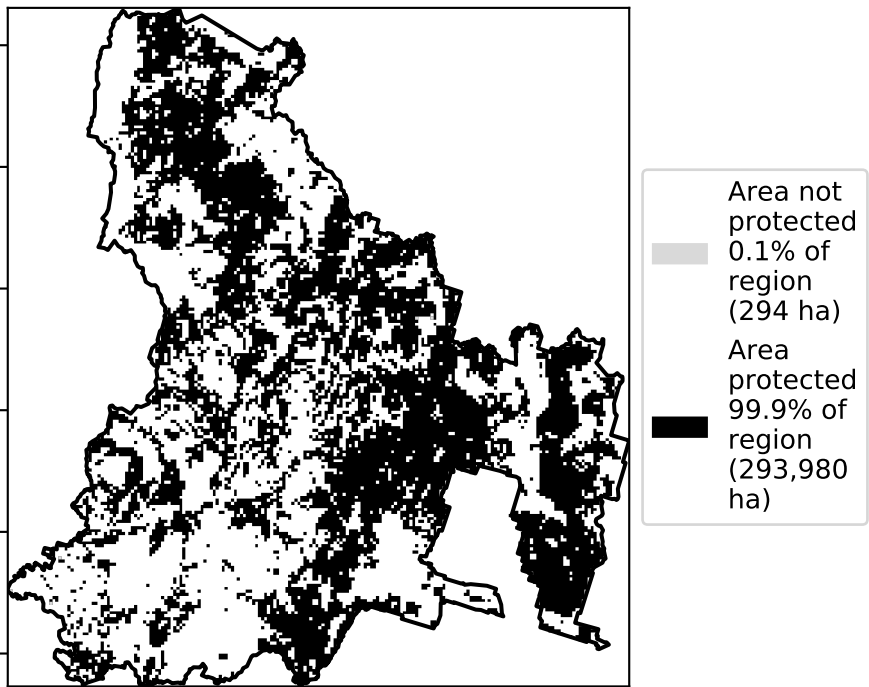 Area not
protected
0.1% of
region
(294 ha)
Area
protected
99.9% of
region
(293,980
ha)